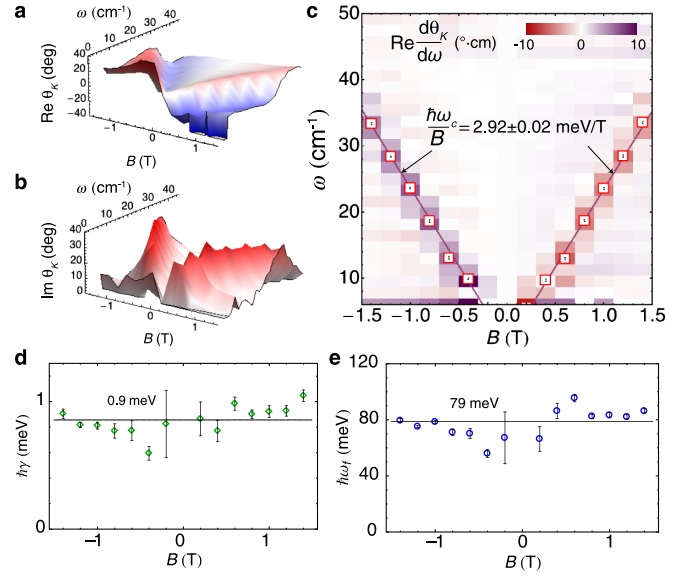 a
ω (cm⁻¹)
0 10 20 30 40
Re θK (deg)
40
20
0
−20
−40
−1
0
1
B (T)
b
ω (cm⁻¹)
0 10 20 30 40
Im θK (deg)
40
30
20
10
0
−1
0
1
B (T)
c
Re dθK/dω (°·cm)
-10 0 10
ħωc/B = 2.92±0.02 meV/T
ω (cm⁻¹)
50
40
30
20
10
−1.5 −1.0 −0.5 0.0 0.5 1.0 1.5
B (T)
d
0.9 meV
ħγ (meV)
1
0
−1 0 1
B (T)
e
79 meV
ħωf (meV)
120
80
40
0
−1 0 1
B (T)